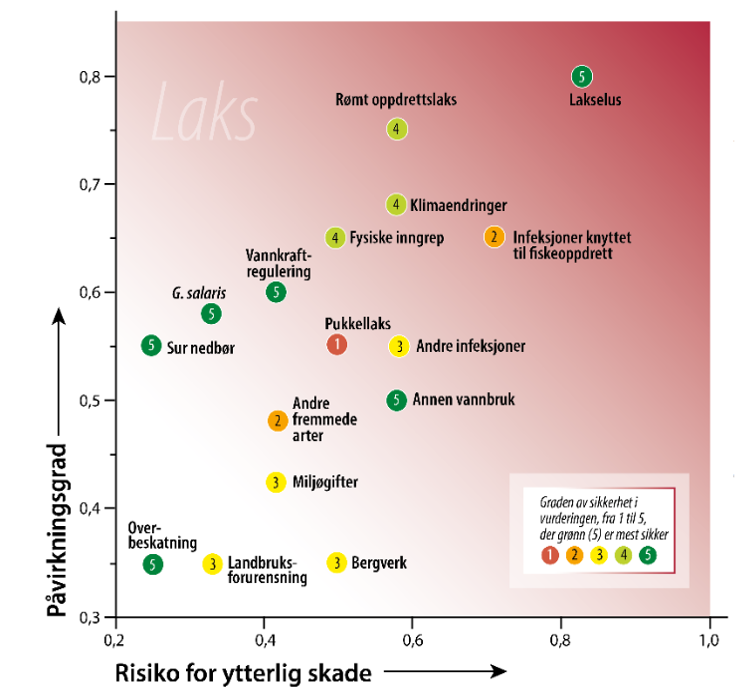 Laks
0,8
0,7
0,6
0,5
0,4
0,3
Påvirkningsgrad
5
Lakselus
Rømt oppdrettslaks
4
4
Klimaendringer
4
Fysiske inngrep
2
Infeksjoner knyttet
til fiskeoppdrett
Vannkraft-
regulering
5
G. salaris
5
5
Sur nedbør
Pukkellaks
1
3
Andre infeksjoner
5
Annen vannbruk
2
Andre
fremmede
arter
3
Miljøgifter
Over-
beskatning
5
3
Landbruks-
forurensning
3
Bergverk
Graden av sikkerhet i
vurderingen, fra 1 til 5,
der grønn (5) er mest sikker
1 2 3 4 5
0,2 0,4 0,6 0,8 1,0
Risiko for ytterlig skade